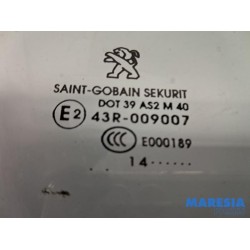 SAINT-GOBAIN SEKURIT
DOT 39 AS2 M 40
E2 43R-009007
CCC E000189
14......
MARESIA